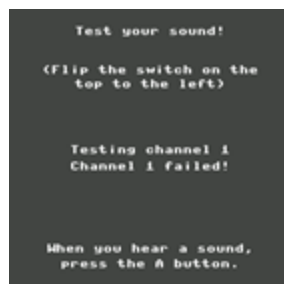 Test your sound!
(Flip the switch on the
top to the left)
Testing channel 1
Channel 1 failed!
When you hear a sound,
press the A button.